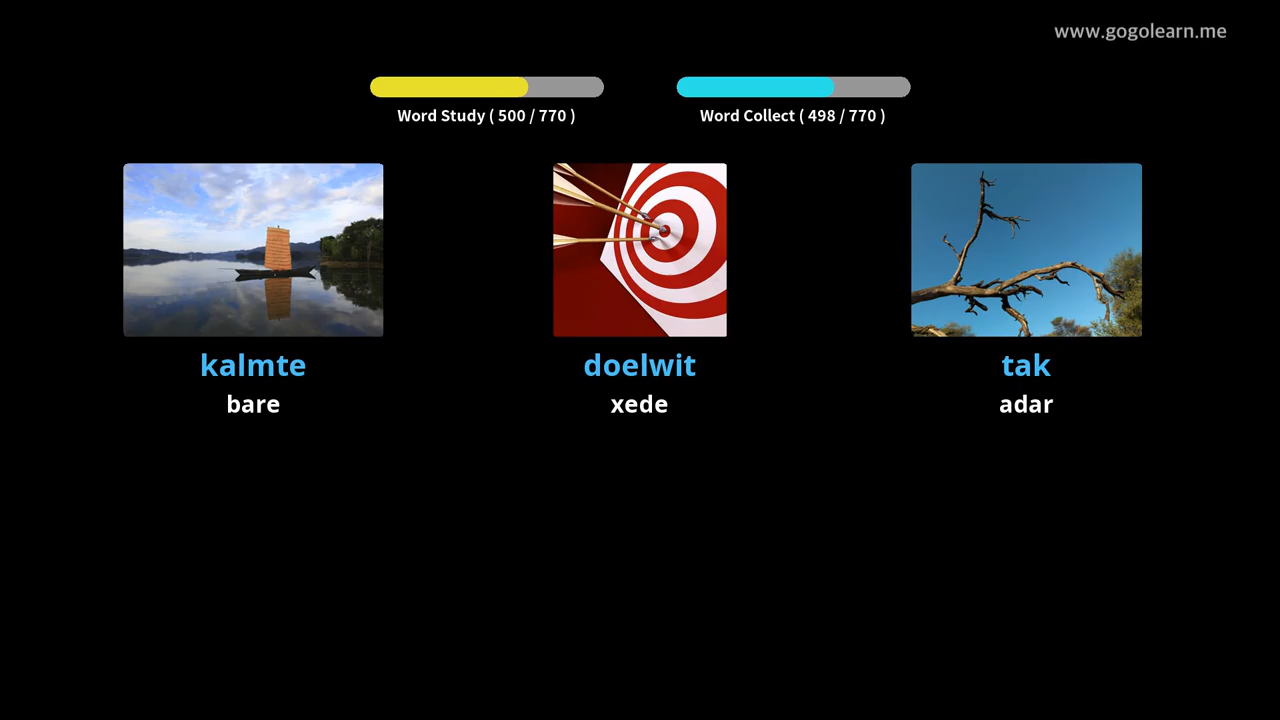 www.gogolearn.me
Word Study ( 500 / 770 )
Word Collect ( 498 / 770 )
kalmte
bare
doelwit
xede
tak
adar